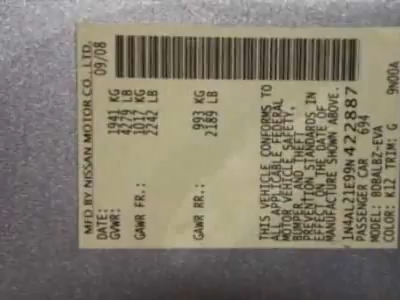 MFD BY NISSAN MOTOR CO., LTD.
DATE: 09/08
GVWR: 1941 KG
4279 LB
GAWR FR.: 1017 KG
2242 LB
GAWR RR.: 993 KG
2189 LB
THIS VEHICLE CONFORMS TO
ALL APPLICABLE FEDERAL
MOTOR VEHICLE SAFETY,
BUMPER, AND THEFT
PREVENTION STANDARDS IN
EFFECT ON THE DATE OF
MANUFACTURE SHOWN ABOVE.
1N4AL21E99N422887
PASSENGER CAR 694
MODEL: BDBALB2-EVA
COLOR: K12 TRIM: G 9N00A